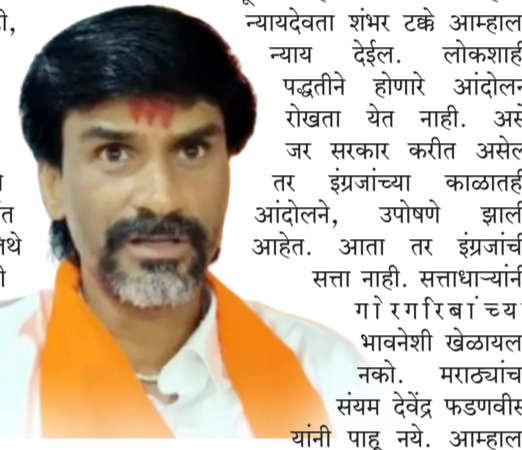 न्यायदेवता शंभर टक्के आम्हाल
न्याय देईल. लोकशाही
पद्धतीने होणारे आंदोलन
रोखता येत नाही. असे
जर सरकार करीत असेल
तर इंग्रजांच्या काळातही
आंदोलने, उपोषणे झाली
आहेत. आता तर इंग्रजांची
सत्ता नाही. सत्ताधाऱ्यांनी
गोरगरिबांच्य
भावनेशी खेळायल
नको. मराठ्यांच
संयम देवेंद्र फडणवीस
यांनी पाहू नये. आम्हाल